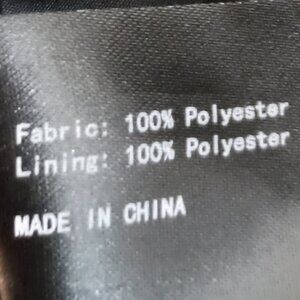 Fabric: 100% Polyester
Lining: 100% Polyester
MADE IN CHINA